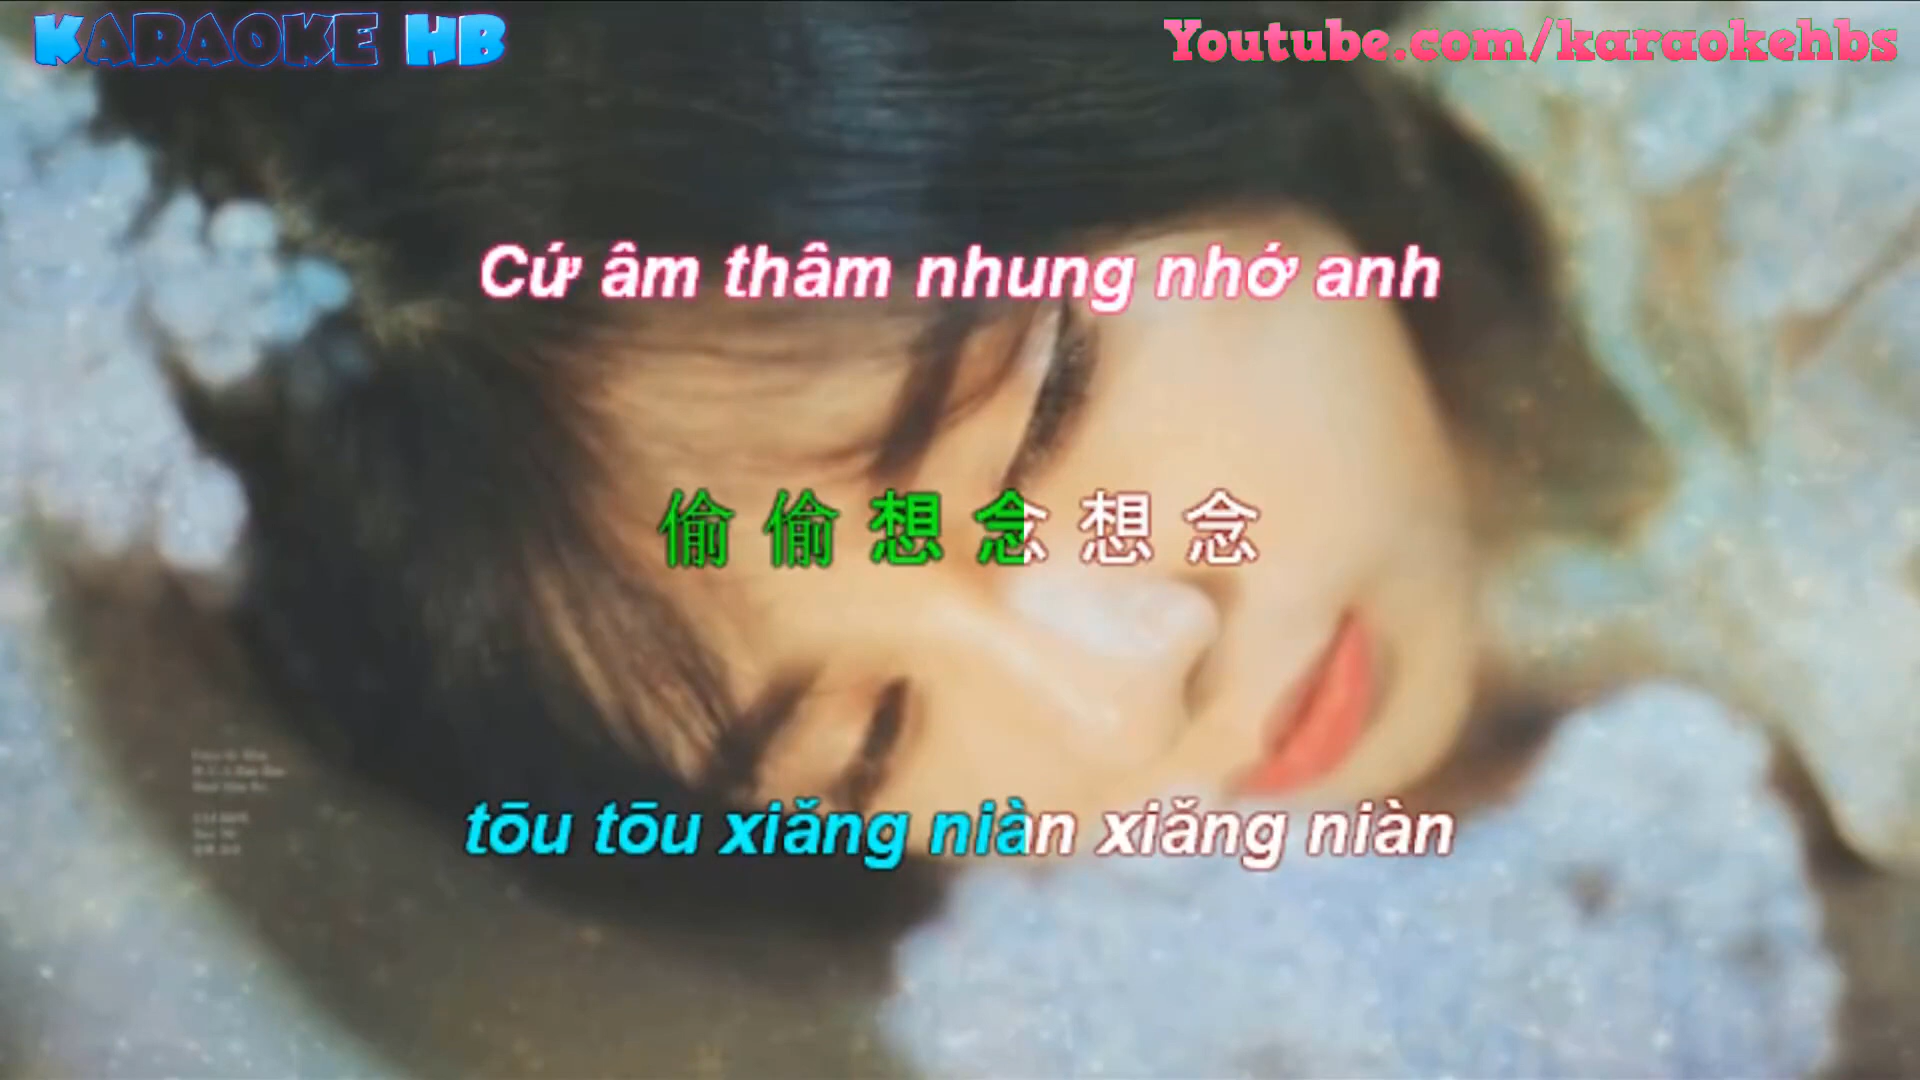 KARAOKE HB
Youtube.com/karaokehbs
Cứ âm thâm nhung nhớ anh
偷偷想念想念
tōu tōu xiǎng niàn xiǎng niàn